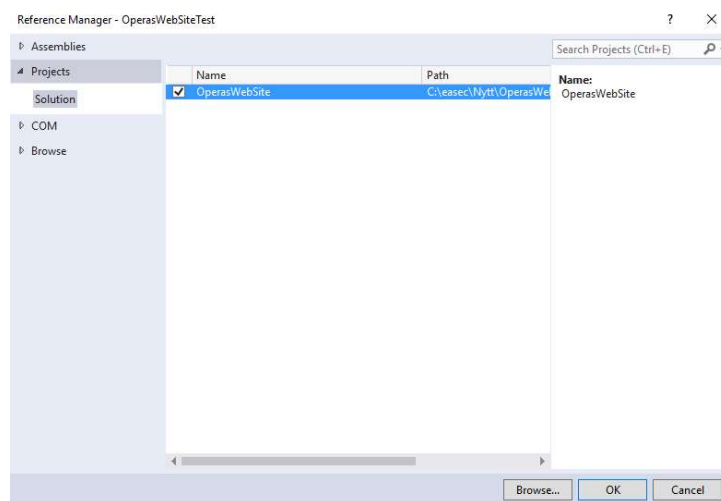 Reference Manager - OperasWebSiteTest
Assemblies
Search Projects (Ctrl+E)
Projects
Name Path
Name:
Solution
OperasWebSite C:\easec\Nytt\OperasWe
OperasWebSite
COM
Browse
Browse... OK Cancel